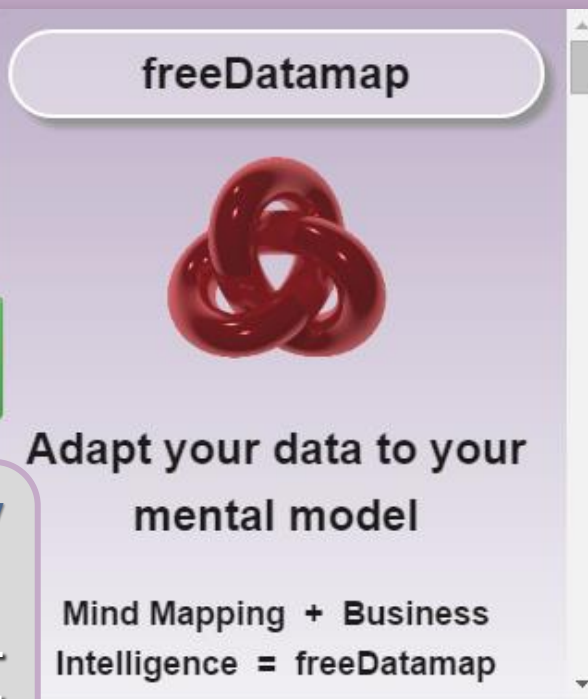 freeDatamap
Adapt your data to your
mental model
Mind Mapping + Business
Intelligence = freeDatamap